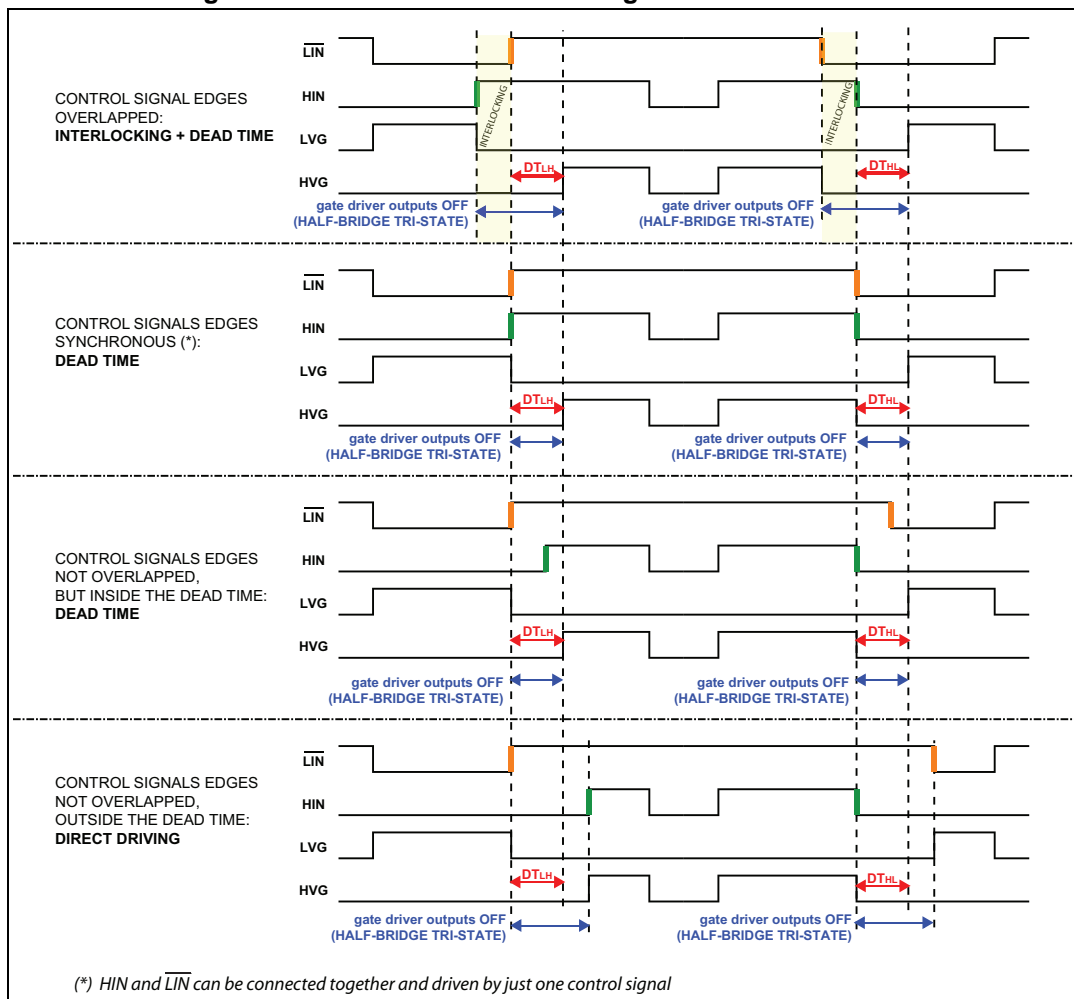 LIN
CONTROL SIGNAL EDGES
OVERLAPPED:
INTERLOCKING + DEAD TIME
HIN
INTERLOCKING
INTERLOCKING
LVG
DTLH
DTHL
HVG
gate driver outputs OFF
(HALF-BRIDGE TRI-STATE)
gate driver outputs OFF
(HALF-BRIDGE TRI-STATE)
LIN
CONTROL SIGNALS EDGES
SYNCHRONOUS (*):
DEAD TIME
HIN
LVG
DTLH
DTHL
HVG
gate driver outputs OFF
(HALF-BRIDGE TRI-STATE)
gate driver outputs OFF
(HALF-BRIDGE TRI-STATE)
LIN
CONTROL SIGNALS EDGES
NOT OVERLAPPED,
BUT INSIDE THE DEAD TIME:
DEAD TIME
HIN
LVG
DTLH
DTHL
HVG
gate driver outputs OFF
(HALF-BRIDGE TRI-STATE)
gate driver outputs OFF
(HALF-BRIDGE TRI-STATE)
LIN
CONTROL SIGNALS EDGES
NOT OVERLAPPED,
OUTSIDE THE DEAD TIME:
DIRECT DRIVING
HIN
LVG
DTLH
DTHL
HVG
gate driver outputs OFF
(HALF-BRIDGE TRI-STATE)
gate driver outputs OFF
(HALF-BRIDGE TRI-STATE)
(*) HIN and LIN can be connected together and driven by just one control signal